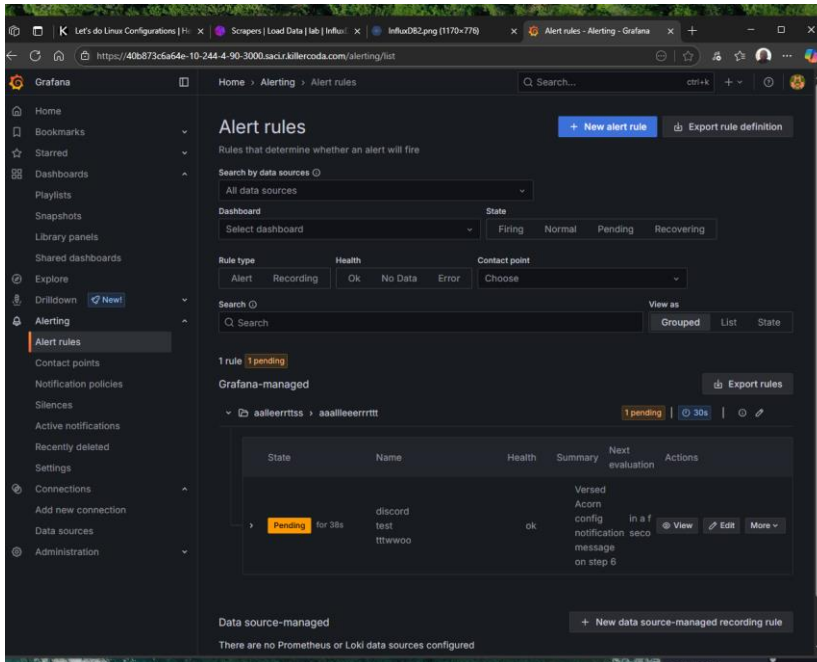 Let's do Linux Configurations | He
Scrapers | Load Data | lab | Influx
InfluxDB2.png (1170×776)
Alert rules - Alerting - Grafana
https://40b873c6a64e-10-244-4-90-3000.saci.r.killercoda.com/alerting/list
Grafana
Home › Alerting › Alert rules
Search...
ctrl+k
Home
Bookmarks
Starred
Dashboards
Playlists
Snapshots
Library panels
Shared dashboards
Explore
Drilldown New!
Alerting
Alert rules
Contact points
Notification policies
Silences
Active notifications
Recently deleted
Settings
Connections
Add new connection
Data sources
Administration
Alert rules
+ New alert rule
Export rule definition
Rules that determine whether an alert will fire
Search by data sources
All data sources
Dashboard
Select dashboard
State
Firing Normal Pending Recovering
Rule type
Alert Recording
Health
Ok No Data Error
Contact point
Choose
Search
Search
View as
Grouped List State
1 rule 1 pending
Grafana-managed
Export rules
aalleerrttss › aaallleeerrrttt
1 pending | 30s
State Name Health Summary Next evaluation Actions
Pending for 38s
discord
test
tttwwoo
ok
Versed
Acorn
config
notification
message
on step 6
in a f
seco
View Edit More
Data source-managed
+ New data source-managed recording rule
There are no Prometheus or Loki data sources configured